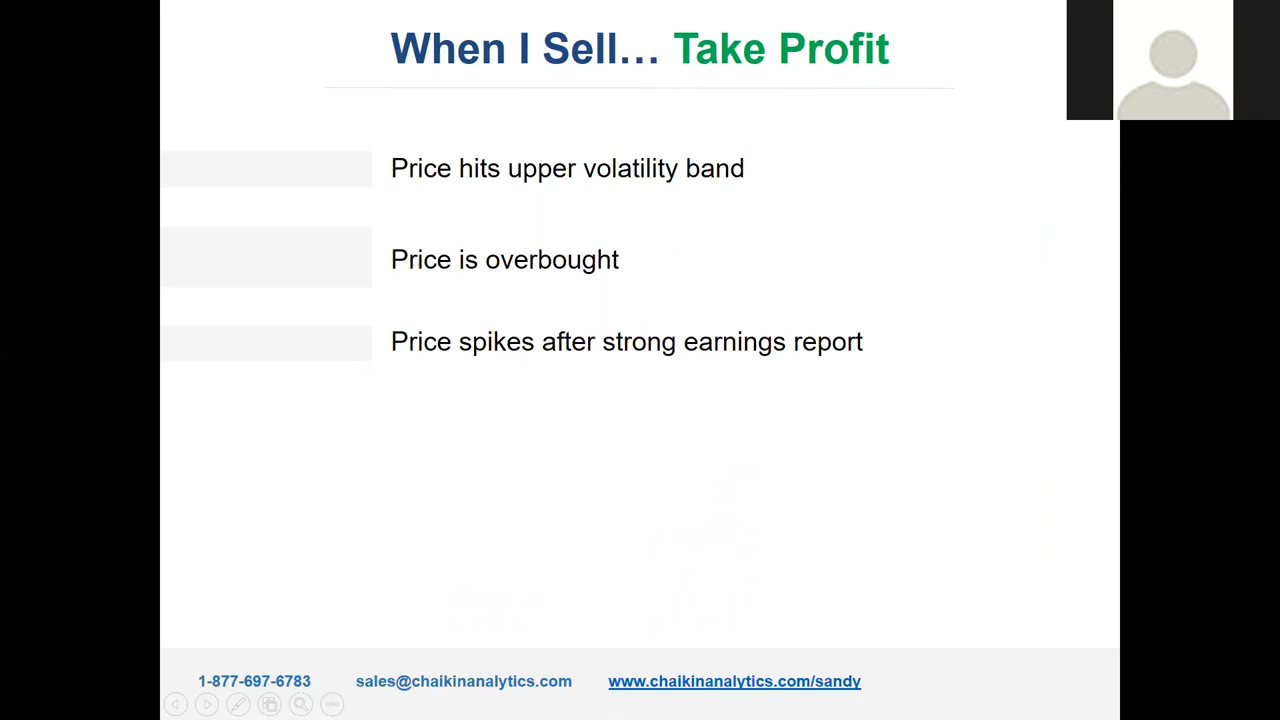 When I Sell… Take Profit
Price hits upper volatility band
Price is overbought
Price spikes after strong earnings report
1-877-697-6783 sales@chaikinanalytics.com www.chaikinanalytics.com/sandy